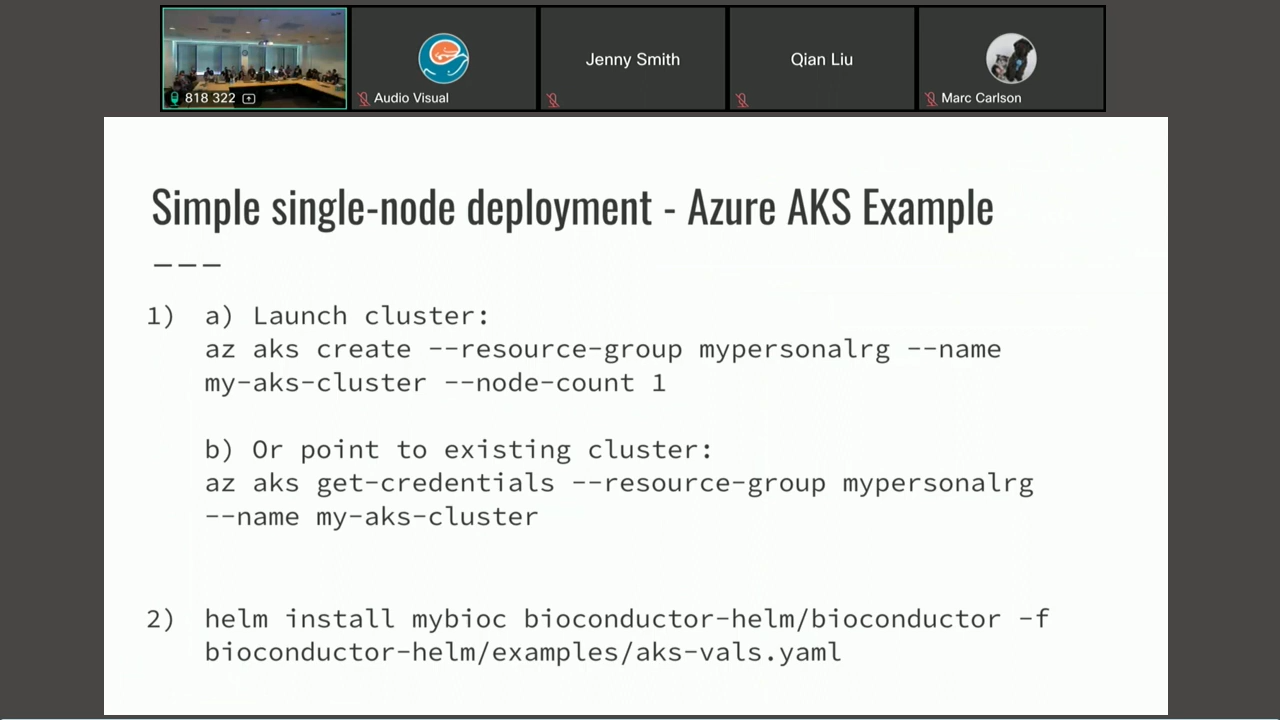 818 322
Audio Visual
Jenny Smith
Qian Liu
Marc Carlson
Simple single-node deployment - Azure AKS Example
---
1) a) Launch cluster:
az aks create --resource-group mypersonalrg --name
my-aks-cluster --node-count 1
b) Or point to existing cluster:
az aks get-credentials --resource-group mypersonalrg
--name my-aks-cluster
2) helm install mybioc bioconductor-helm/bioconductor -f
bioconductor-helm/examples/aks-vals.yaml